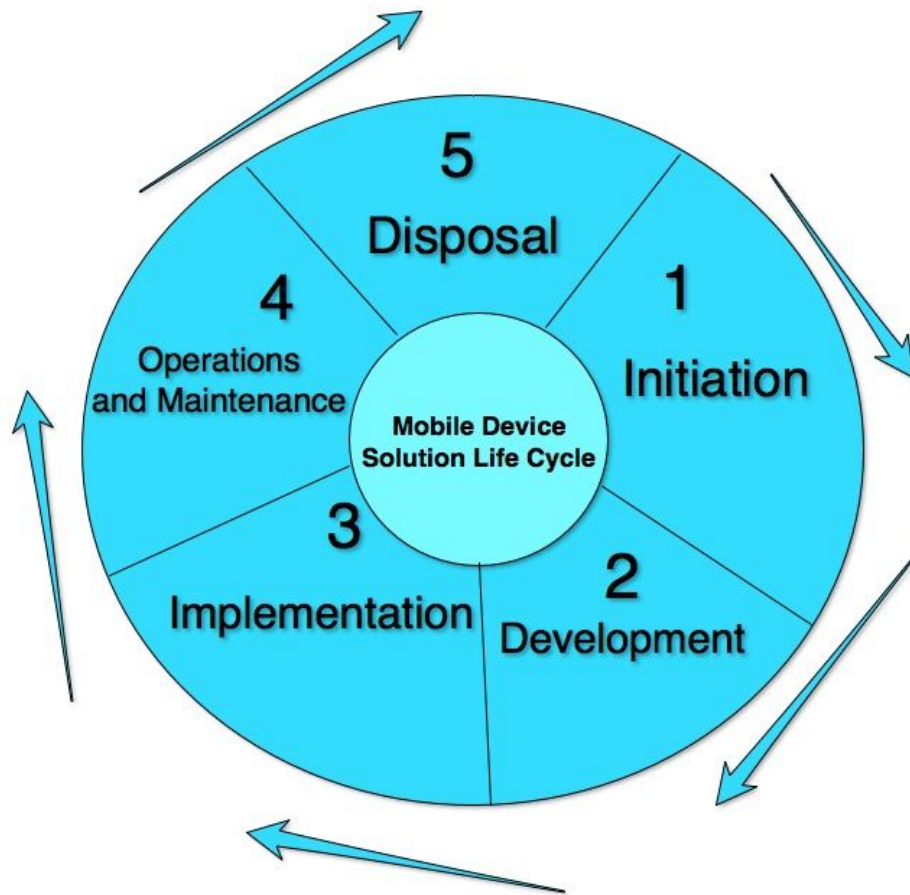 5
Disposal
1
Initiation
4
Operations
and Maintenance
Mobile Device
Solution Life Cycle
3
Implementation
2
Development